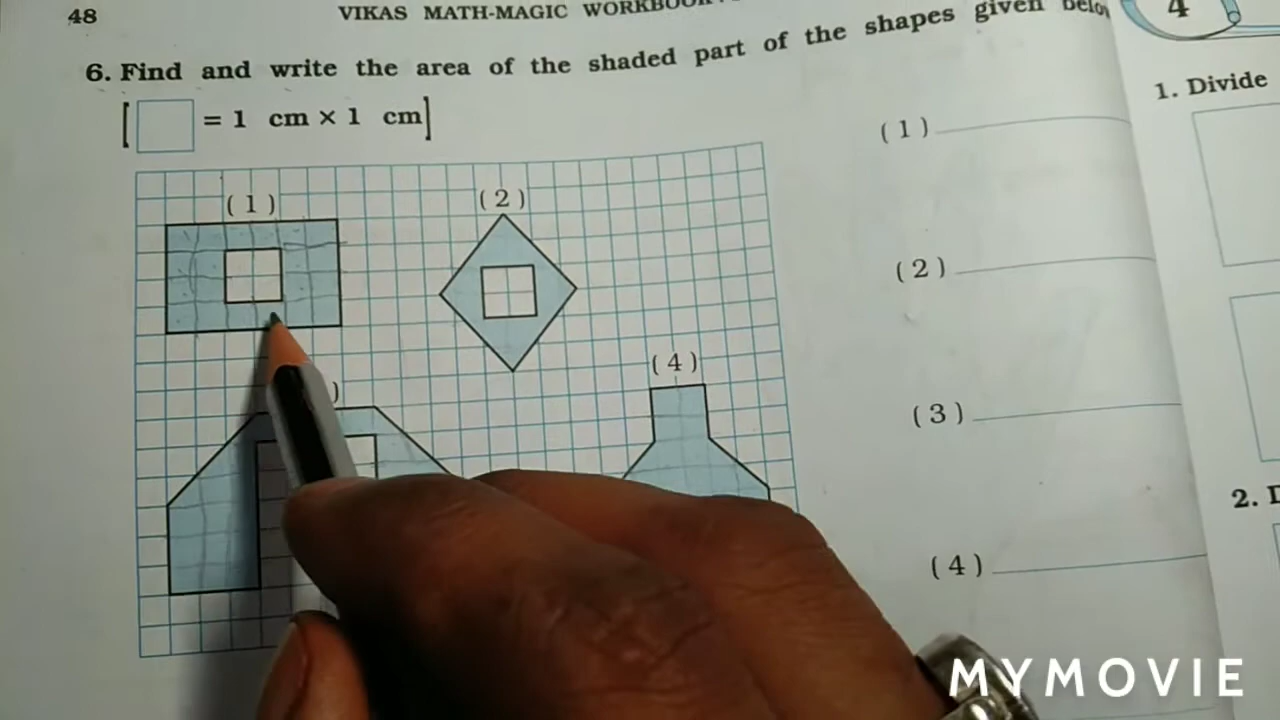 48
VIKAS MATH-MAGIC
6. Find and write the area of the shaded part of the shapes given
[ = 1 cm × 1 cm]
(1)
(2)
)
(4)
(1)
(2)
(3)
(4)
4
1. Divide
2.
MYMOVIE